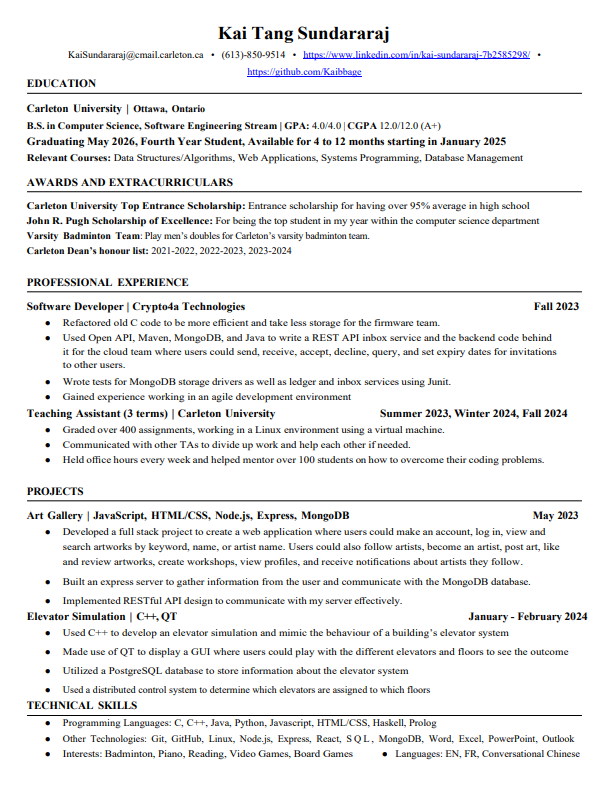 Kai Tang Sundararaj
KaiSundararaj@cmail.carleton.ca • (613)-850-9514 • https://www.linkedin.com/in/kai-sundararaj-7b2585298/ •
https://github.com/Kaibbage
EDUCATION
Carleton University | Ottawa, Ontario
B.S. in Computer Science, Software Engineering Stream | GPA: 4.0/4.0 | CGPA 12.0/12.0 (A+)
Graduating May 2026, Fourth Year Student, Available for 4 to 12 months starting in January 2025
Relevant Courses: Data Structures/Algorithms, Web Applications, Systems Programming, Database Management
AWARDS AND EXTRACURRICULARS
Carleton University Top Entrance Scholarship: Entrance scholarship for having over 95% average in high school
John R. Pugh Scholarship of Excellence: For being the top student in my year within the computer science department
Varsity Badminton Team: Play men's doubles for Carleton's varsity badminton team.
Carleton Dean's honour list: 2021-2022, 2022-2023, 2023-2024
PROFESSIONAL EXPERIENCE
Software Developer | Crypto4a Technologies Fall 2023
● Refactored old C code to be more efficient and take less storage for the firmware team.
● Used Open API, Maven, MongoDB, and Java to write a REST API inbox service and the backend code behind
it for the cloud team where users could send, receive, accept, decline, query, and set expiry dates for invitations
to other users.
● Wrote tests for MongoDB storage drivers as well as ledger and inbox services using Junit.
● Gained experience working in an agile development environment
Teaching Assistant (3 terms) | Carleton University Summer 2023, Winter 2024, Fall 2024
● Graded over 400 assignments, working in a Linux environment using a virtual machine.
● Communicated with other TAs to divide up work and help each other if needed.
● Held office hours every week and helped mentor over 100 students on how to overcome their coding problems.
PROJECTS
Art Gallery | JavaScript, HTML/CSS, Node.js, Express, MongoDB May 2023
● Developed a full stack project to create a web application where users could make an account, log in, view and
search artworks by keyword, name, or artist name. Users could also follow artists, become an artist, post art, like
and review artworks, create workshops, view profiles, and receive notifications about artists they follow.
● Built an express server to gather information from the user and communicate with the MongoDB database.
● Implemented RESTful API design to communicate with my server effectively.
Elevator Simulation | C++, QT January - February 2024
● Used C++ to develop an elevator simulation and mimic the behaviour of a building's elevator system
● Made use of QT to display a GUI where users could play with the different elevators and floors to see the outcome
● Utilized a PostgreSQL database to store information about the elevator system
● Used a distributed control system to determine which elevators are assigned to which floors
TECHNICAL SKILLS
● Programming Languages: C, C++, Java, Python, Javascript, HTML/CSS, Haskell, Prolog
● Other Technologies: Git, GitHub, Linux, Node.js, Express, React, SQL, MongoDB, Word, Excel, PowerPoint, Outlook
● Interests: Badminton, Piano, Reading, Video Games, Board Games ● Languages: EN, FR, Conversational Chinese